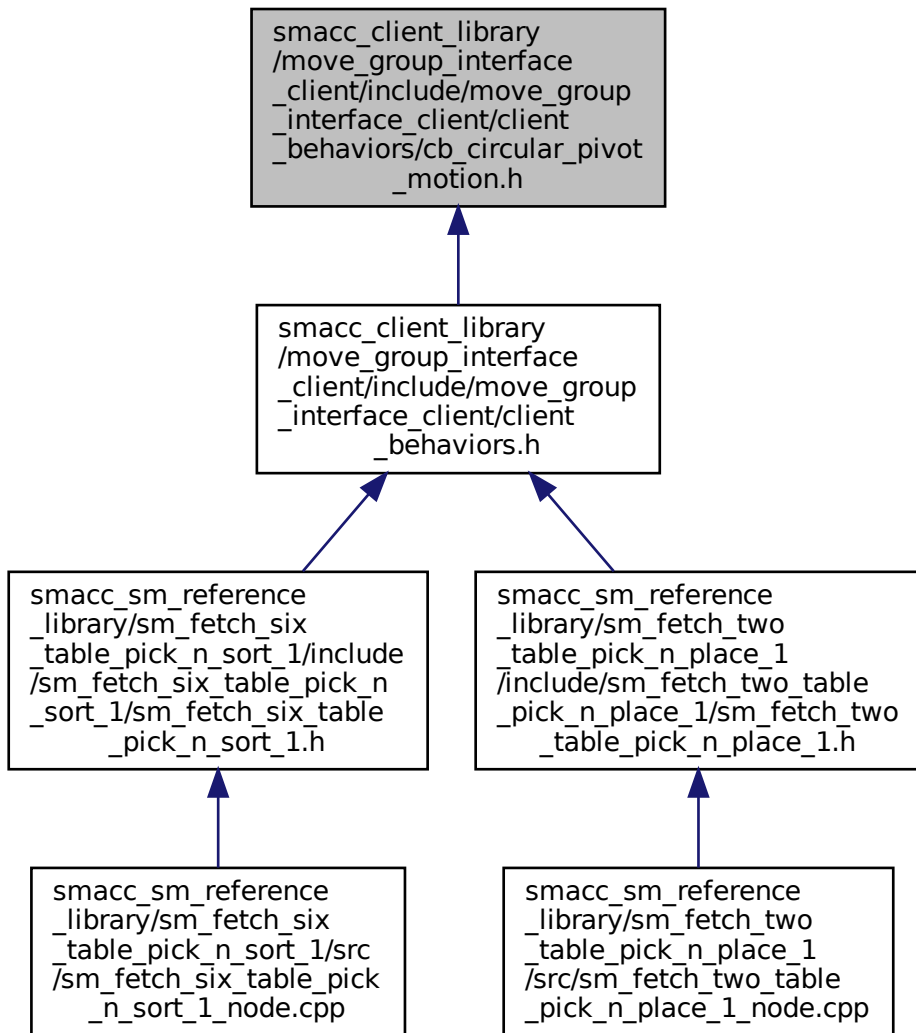 smacc_client_library
/move_group_interface
_client/include/move_group
_interface_client/client
_behaviors/cb_circular_pivot
_motion.h
smacc_client_library
/move_group_interface
_client/include/move_group
_interface_client/client
_behaviors.h
smacc_sm_reference
_library/sm_fetch_six
_table_pick_n_sort_1/include
/sm_fetch_six_table_pick_n
_sort_1/sm_fetch_six_table
_pick_n_sort_1.h
smacc_sm_reference
_library/sm_fetch_two
_table_pick_n_place_1
/include/sm_fetch_two_table
_pick_n_place_1/sm_fetch_two
_table_pick_n_place_1.h
smacc_sm_reference
_library/sm_fetch_six
_table_pick_n_sort_1/src
/sm_fetch_six_table_pick
_n_sort_1_node.cpp
smacc_sm_reference
_library/sm_fetch_two
_table_pick_n_place_1
/src/sm_fetch_two_table
_pick_n_place_1_node.cpp